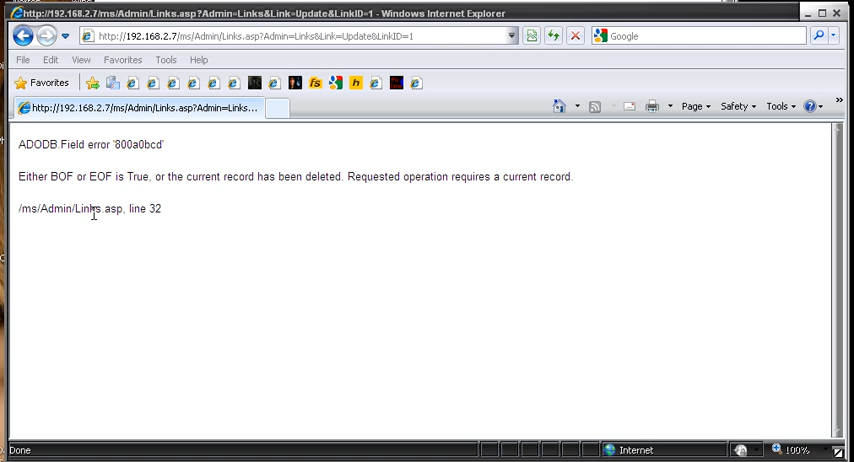 http://192.168.2.7/ms/Admin/Links.asp?Admin=Links&Link=Update&LinkID=1 - Windows Internet Explorer
http://192.168.2.7/ms/Admin/Links.asp?Admin=Links&Link=Update&LinkID=1 Google
File Edit View Favorites Tools Help
Favorites fs h
http://192.168.2.7/ms/Admin/Links.asp?Admin=Links... Page Safety Tools »
ADODB.Field error '800a0bcd'
Either BOF or EOF is True, or the current record has been deleted. Requested operation requires a current record.
/ms/Admin/Links.asp, line 32
Done Internet 100%